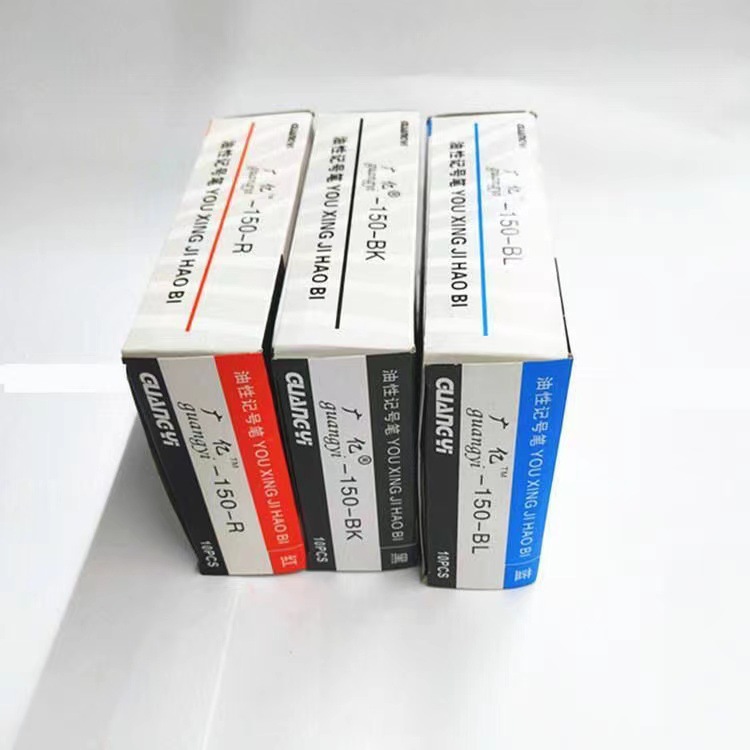 GUANGYI
广亿™
guangyi-150-R
油性记号笔 YOU XING JI HAO BI
GUANGYI
广亿®
guangyi-150-BK
油性记号笔 YOU XING JI HAO BI
GUANGYI
广亿™
guangyi-150-BL
油性记号笔 YOU XING JI HAO BI
GUANGYI
10PCS
广亿™
guangyi-150-R
油性记号笔 YOU XING JI HAO BI
红
GUANGYI
10PCS
广亿®
guangyi-150-BK
油性记号笔 YOU XING JI HAO BI
黑
GUANGYI
10PCS
广亿™
guangyi-150-BL
油性记号笔 YOU XING JI HAO BI
蓝